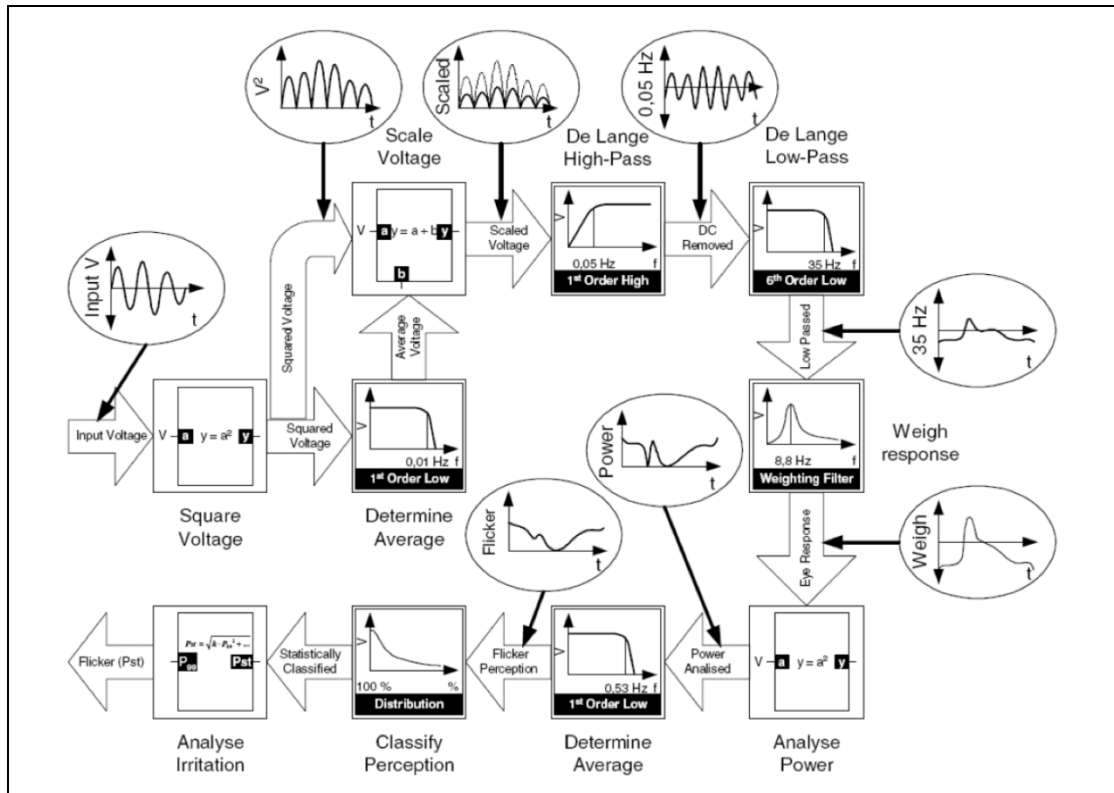 V²
t
Scaled
t
0,05 Hz
t
Scale
Voltage
De Lange
High-Pass
De Lange
Low-Pass
Input V
t
V
a
y = a + b
y
b
Scaled
Voltage
V
0,05 Hz f
1st Order High
DC
Removed
V
35 Hz f
6th Order Low
Squared Voltage
Average
Voltage
Low Passed
35 Hz
t
Input Voltage
V
a
y = a²
y
Squared
Voltage
V
0,01 Hz f
1st Order Low
Power
t
V
8,8 Hz f
Weighting Filter
Weigh
response
Square
Voltage
Determine
Average
Flicker
t
Eye Response
Weigh
t
Flicker (Pst)
Pst = √k · P₅₀² + ...
Pst
Statistically
Classified
V
100 % %
Distribution
Flicker
Perception
V
0,53 Hz f
1st Order Low
Power
Analised
V
a
y = a²
y
Analyse
Irritation
Classify
Perception
Determine
Average
Analyse
Power